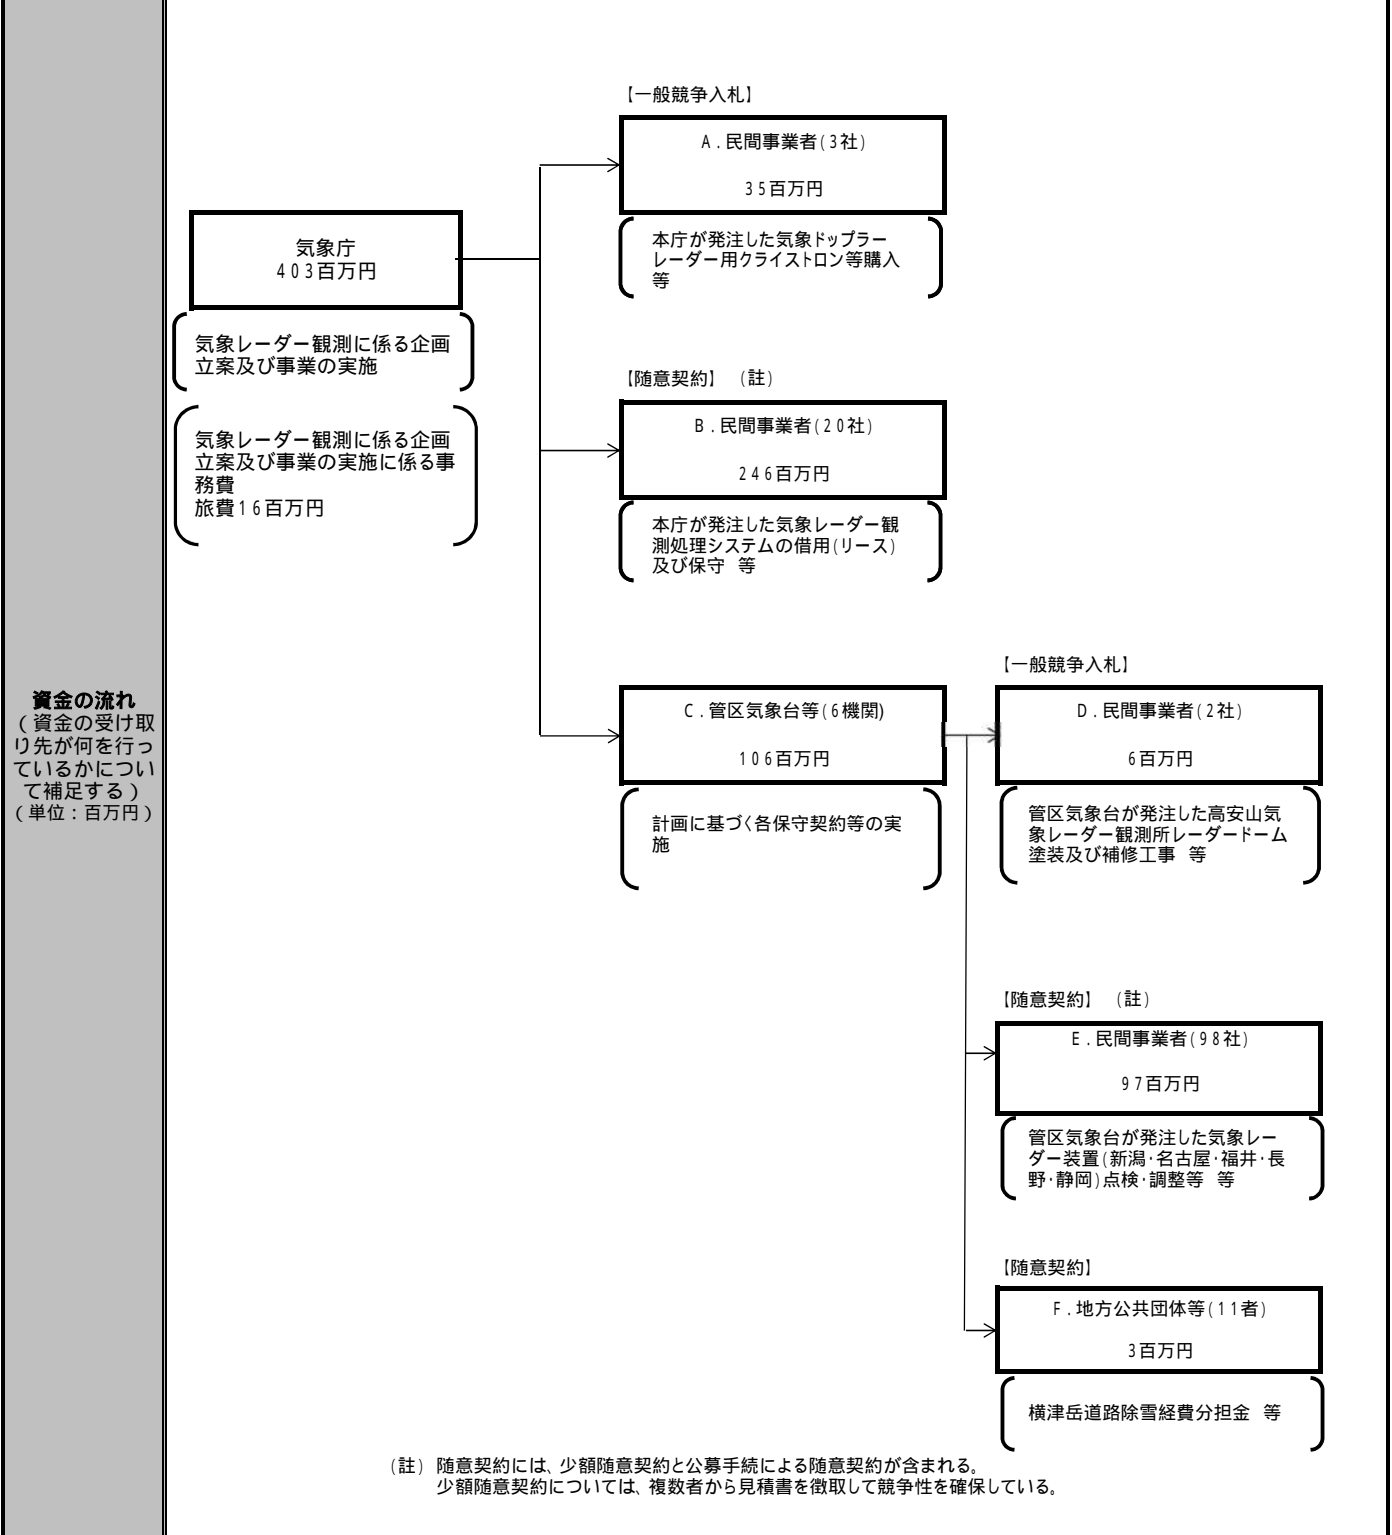 資金の流れ
（資金の受け取
り先が何を行っ
ているかについ
て補足する）
（単位：百万円）
気象庁
403百万円
気象レーダー観測に係る企画
立案及び事業の実施
気象レーダー観測に係る企画
立案及び事業の実施に係る事
務費
旅費16百万円
【一般競争入札】
A.民間事業者(3社)
35百万円
本庁が発注した気象ドップラー
レーダー用クライストロン等購入
等
【随意契約】 (註)
B.民間事業者(20社)
246百万円
本庁が発注した気象レーダー観
測処理システムの借用(リース)
及び保守 等
C.管区気象台等(6機関)
106百万円
計画に基づく各保守契約等の実
施
【一般競争入札】
D.民間事業者(2社)
6百万円
管区気象台が発注した高安山気
象レーダー観測所レーダードーム
塗装及び補修工事 等
【随意契約】 (註)
E.民間事業者(98社)
97百万円
管区気象台が発注した気象レー
ダー装置(新潟･名古屋･福井･長
野･静岡)点検･調整等 等
【随意契約】
F.地方公共団体等(11者)
3百万円
横津岳道路除雪経費分担金 等
(註) 随意契約には、少額随意契約と公募手続による随意契約が含まれる。
少額随意契約については、複数者から見積書を徴取して競争性を確保している。